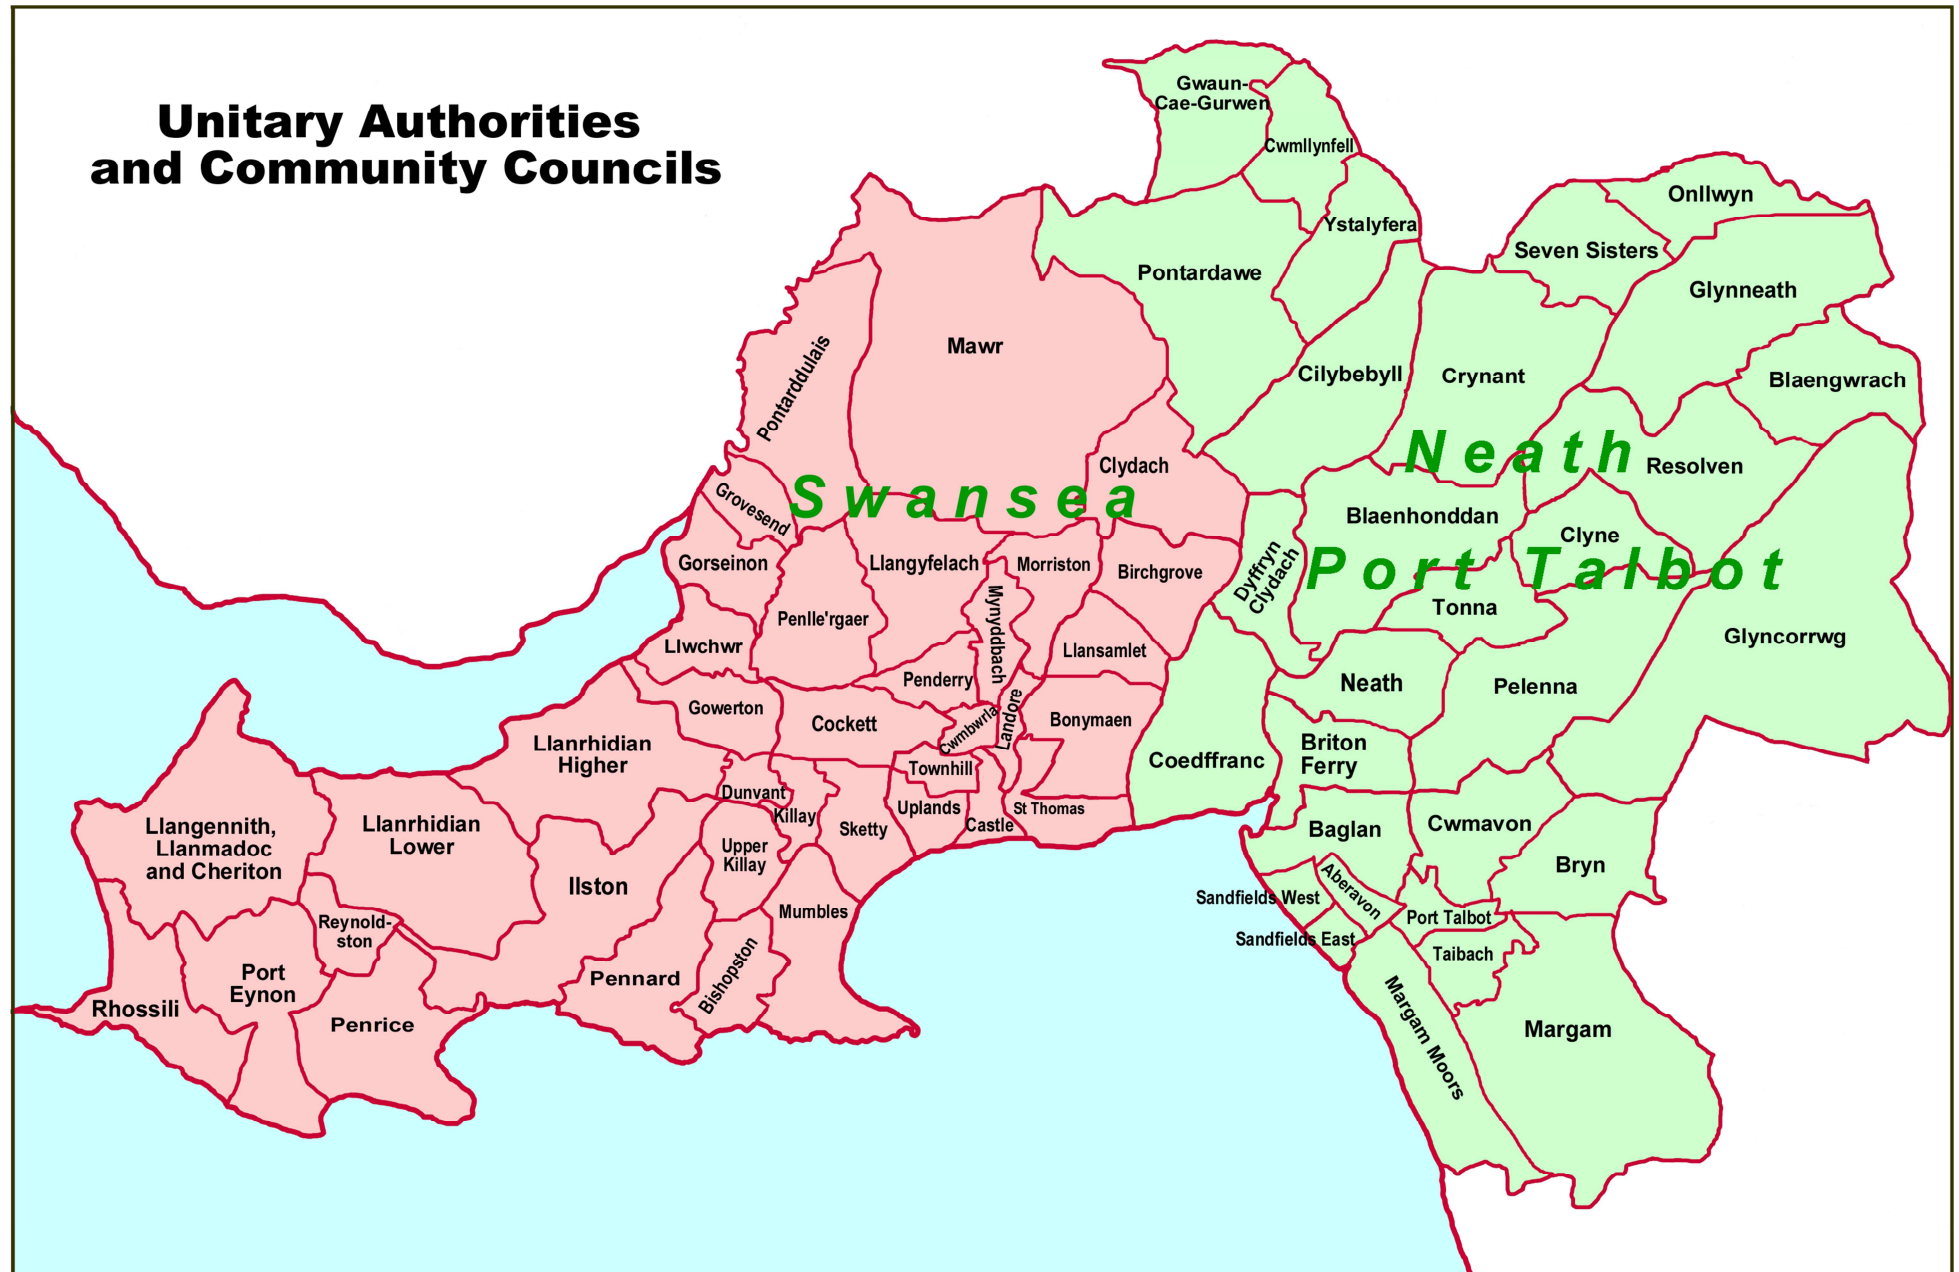 Unitary Authorities
and Community Councils
Gwaun-
Cae-Gurwen
Cwmllynfell
Ystalyfera
Onllwyn
Seven Sisters
Pontardawe
Glynneath
Mawr
Pontarddulais
Cilybebyll
Crynant
Blaengwrach
Clydach
Neath
Resolven
Swansea
Grovesend
Blaenhonddan
Clyne
Port Talbot
Gorseinon
Llangyfelach
Morriston
Birchgrove
Dyffryn
Clydach
Tonna
Penlle'rgaer
Mynyddbach
Glyncorrwg
Llwchwr
Llansamlet
Penderry
Neath
Pelenna
Gowerton
Cockett
Cwmbwrla
Landore
Bonymaen
Llanrhidian
Higher
Briton
Ferry
Coedffranc
Townhill
Dunvant
Uplands
St Thomas
Killay
Castle
Sketty
Llangennith,
Llanmadoc
and Cheriton
Llanrhidian
Lower
Baglan
Cwmavon
Upper
Killay
Bryn
Ilston
Aberavon
Sandfields West
Mumbles
Port Talbot
Reynold-
ston
Sandfields East
Taibach
Port
Eynon
Pennard
Bishopston
Rhossili
Penrice
Margam Moors
Margam